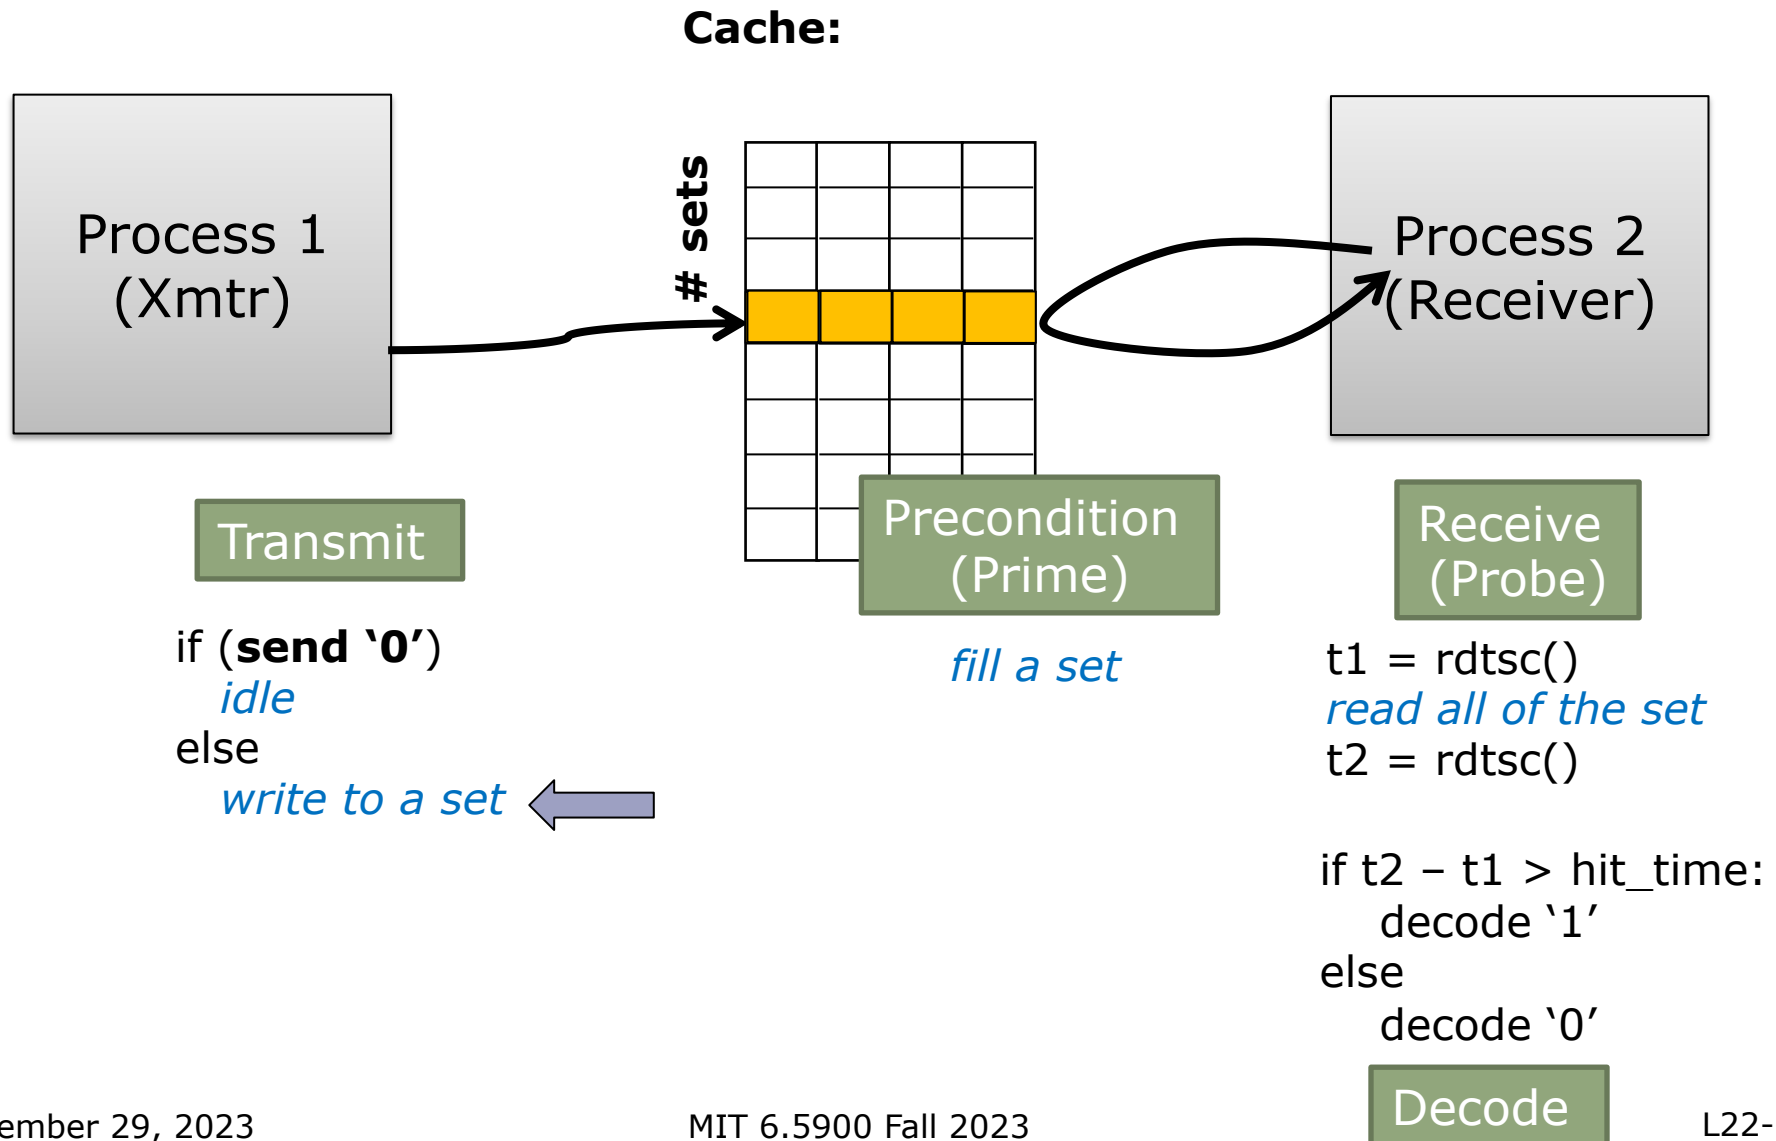 Cache:
# sets
Process 1
(Xmtr)
Process 2
(Receiver)
Transmit
if (send ‘0’)
idle
else
write to a set
Precondition
(Prime)
fill a set
Receive
(Probe)
t1 = rdtsc()
read all of the set
t2 = rdtsc()
if t2 – t1 > hit_time:
decode ‘1’
else
decode ‘0’
Decode
ember 29, 2023
MIT 6.5900 Fall 2023
L22-